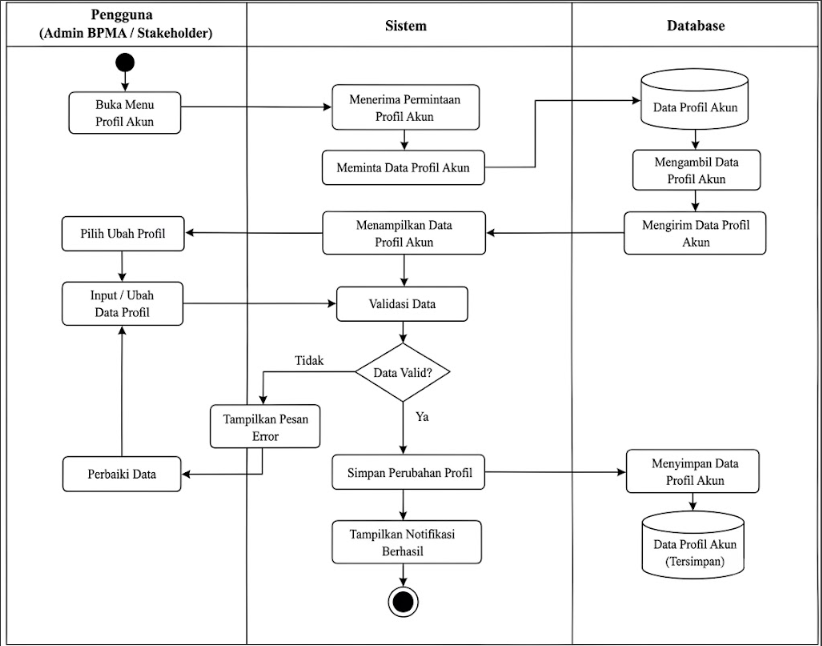 Pengguna
(Admin BPMA / Stakeholder)
Sistem
Database
Buka Menu
Profil Akun
Menerima Permintaan
Profil Akun
Data Profil Akun
Meminta Data Profil Akun
Mengambil Data
Profil Akun
Pilih Ubah Profil
Menampilkan Data
Profil Akun
Mengirim Data Profil
Akun
Input / Ubah
Data Profil
Validasi Data
Tidak
Data Valid?
Ya
Tampilkan Pesan
Error
Perbaiki Data
Simpan Perubahan Profil
Menyimpan Data
Profil Akun
Tampilkan Notifikasi
Berhasil
Data Profil Akun
(Tersimpan)